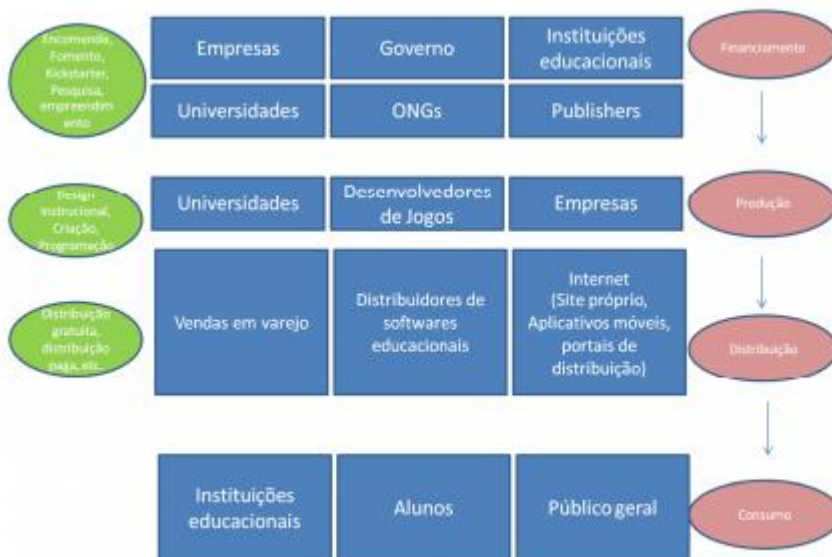 Encomenda,
Fomento,
Kickstarter,
Pesquisa,
empreendim
ento
Empresas
Governo
Instituições
educacionais
Financiamento
Universidades
ONGs
Publishers
Design
Instrucional,
Criação,
Programação
Universidades
Desenvolvedores
de Jogos
Empresas
Produção
Distribuição
gratuita,
distribuição
paga, etc.
Vendas em varejo
Distribuidores de
softwares
educacionais
Internet
(Site próprio,
Aplicativos móveis,
portais de
distribuição)
Distribuição
Instituições
educacionais
Alunos
Público geral
Consumo